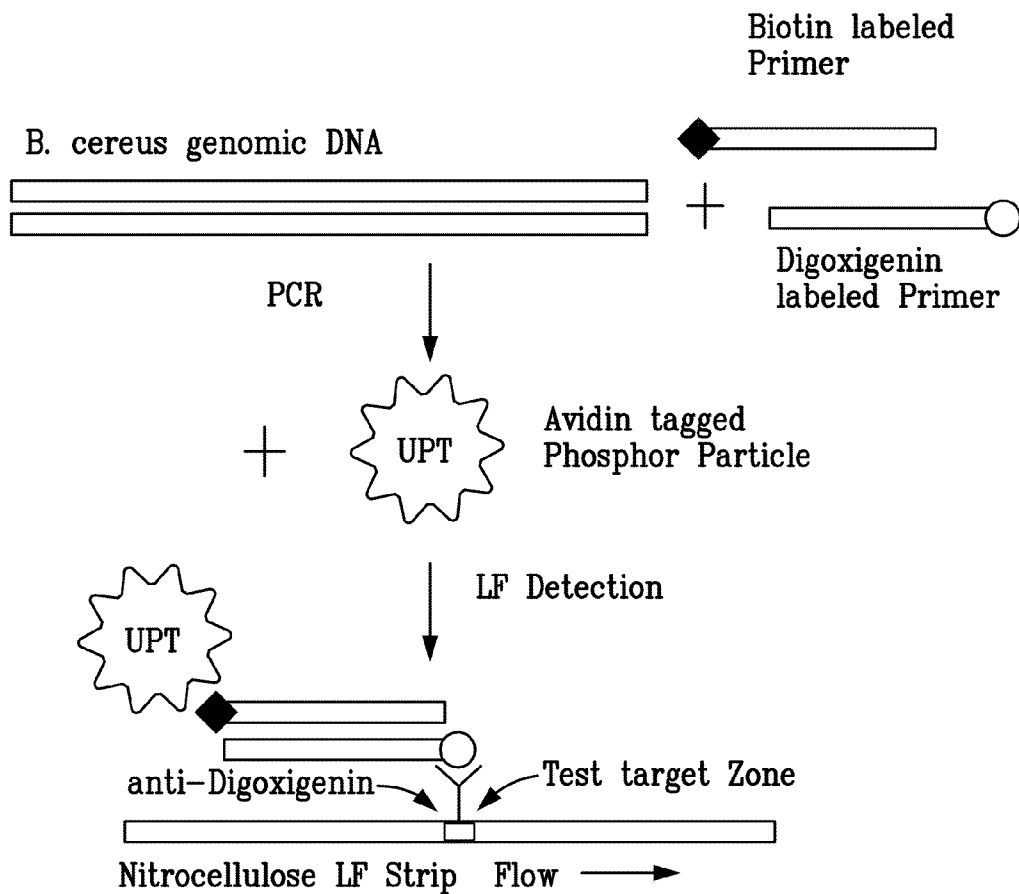 Biotin labeled
Primer
B. cereus genomic DNA
+
Digoxigenin
labeled Primer
PCR
+
UPT
Avidin tagged
Phosphor Particle
LF Detection
UPT
anti-Digoxigenin
Test target Zone
Nitrocellulose LF Strip Flow